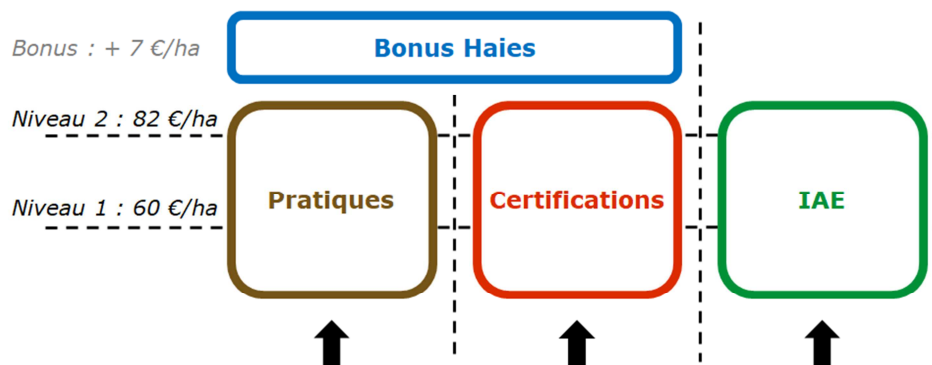 Bonus : + 7 €/ha
Bonus Haies
Niveau 2 : 82 €/ha
Niveau 1 : 60 €/ha
Pratiques
Certifications
IAE